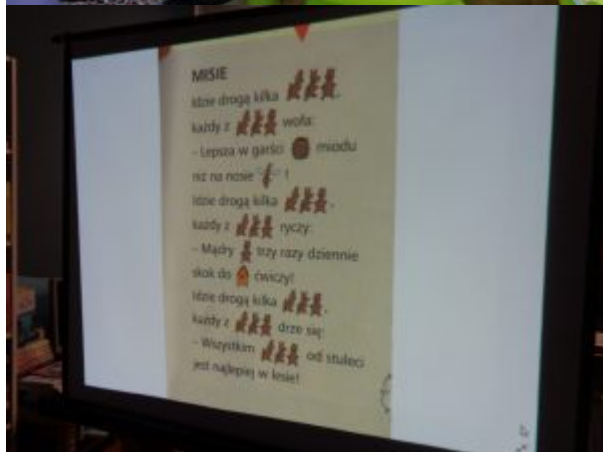 MISIE
Idzie drogą kilka ,
każdy z woła:
– Lepsza w garści miodu
niż na nosie !
Idzie drogą kilka ,
każdy z ryczy:
– Mądry trzy razy dziennie
skok do ćwiczy!
Idzie drogą kilka ,
każdy z drze się:
– Wszystkim od stuleci
jest najlepiej w lesie!